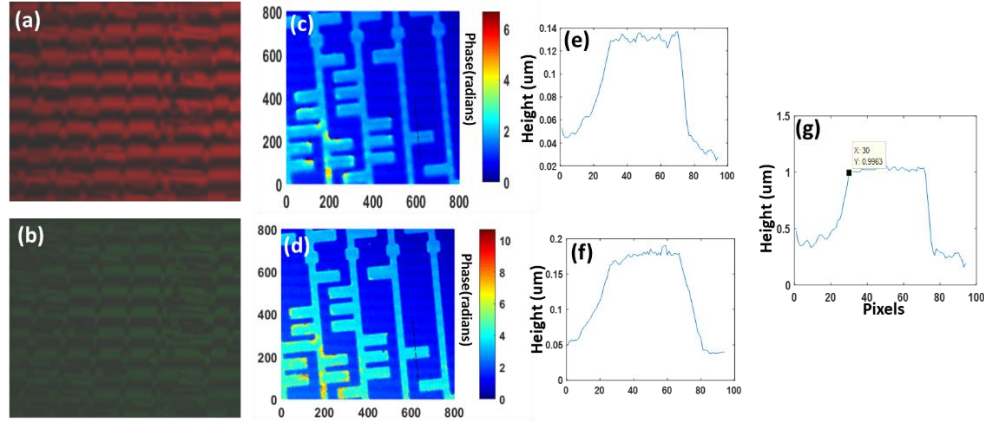 (a)
(b)
(c)
800
600
400
200
0
0 200 400 600 800
6
4
2
0
Phase(radians)
(d)
800
600
400
200
0
0 200 400 600 800
10
8
6
4
2
0
Phase(radians)
(e)
Height (um)
0.14
0.12
0.1
0.08
0.06
0.04
0.02
0 20 40 60 80 100
(f)
Height (um)
0.2
0.15
0.1
0.05
0
0 20 40 60 80 100
(g)
Height (um)
1.5
1
0.5
0
X: 30
Y: 0.9963
0 20 40 60 80 100
Pixels